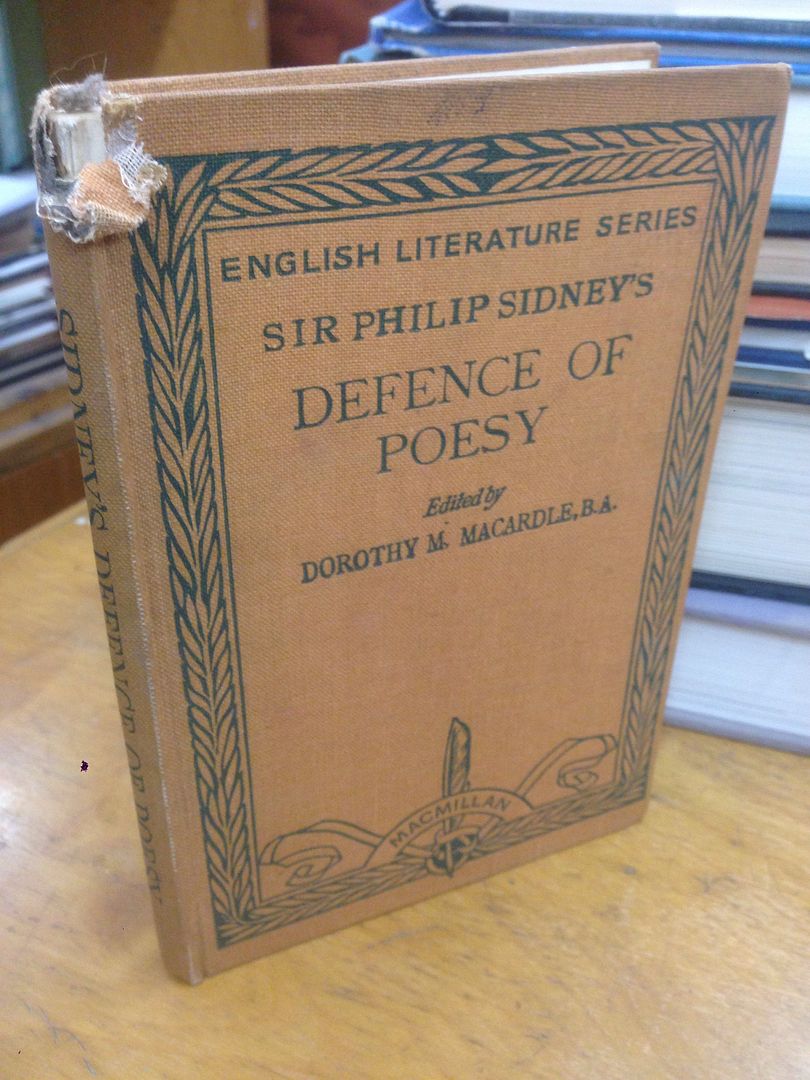 ENGLISH LITERATURE SERIES
SIR PHILIP SIDNEY'S
DEFENCE OF
POESY
Edited by
DOROTHY M. MACARDLE, B.A.
MACMILLAN
SIDNEY'S DEFENCE OF POESY